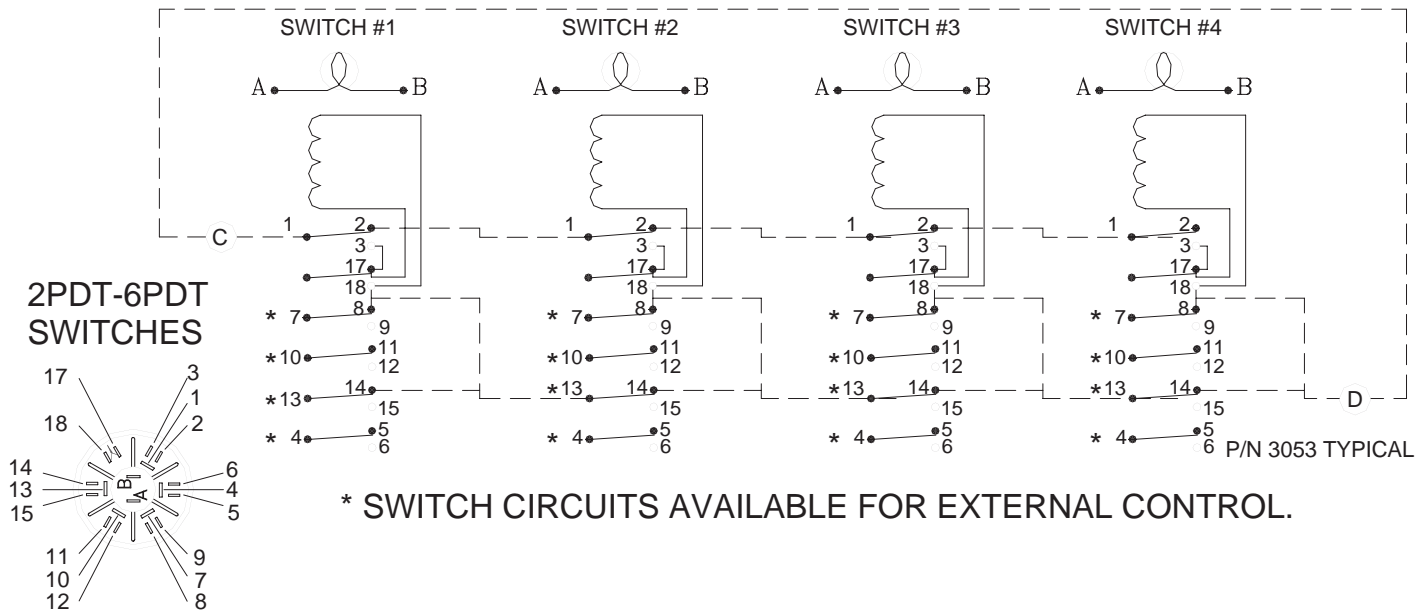 SWITCH #1 SWITCH #2 SWITCH #3 SWITCH #4
A B A B A B A B
1 2 1 2 1 2 1 2
C
3 3 3 3
17 17 17 17
18 18 18 18
2PDT-6PDT
SWITCHES
* 7 8 * 7 8 * 7 8 * 7 8
9 9 9 9
* 10 11 * 10 11 * 10 11 * 10 11
12 12 12 12
* 13 14 * 13 14 * 13 14 * 13 14
D
15 15 15 15
* 4 5 * 4 5 * 4 5 * 4 5
6 6 6 6
P/N 3053 TYPICAL
17 3
1
18 2
14 6
13 B A 4
15 5
11 9
10 7
12 8
* SWITCH CIRCUITS AVAILABLE FOR EXTERNAL CONTROL.